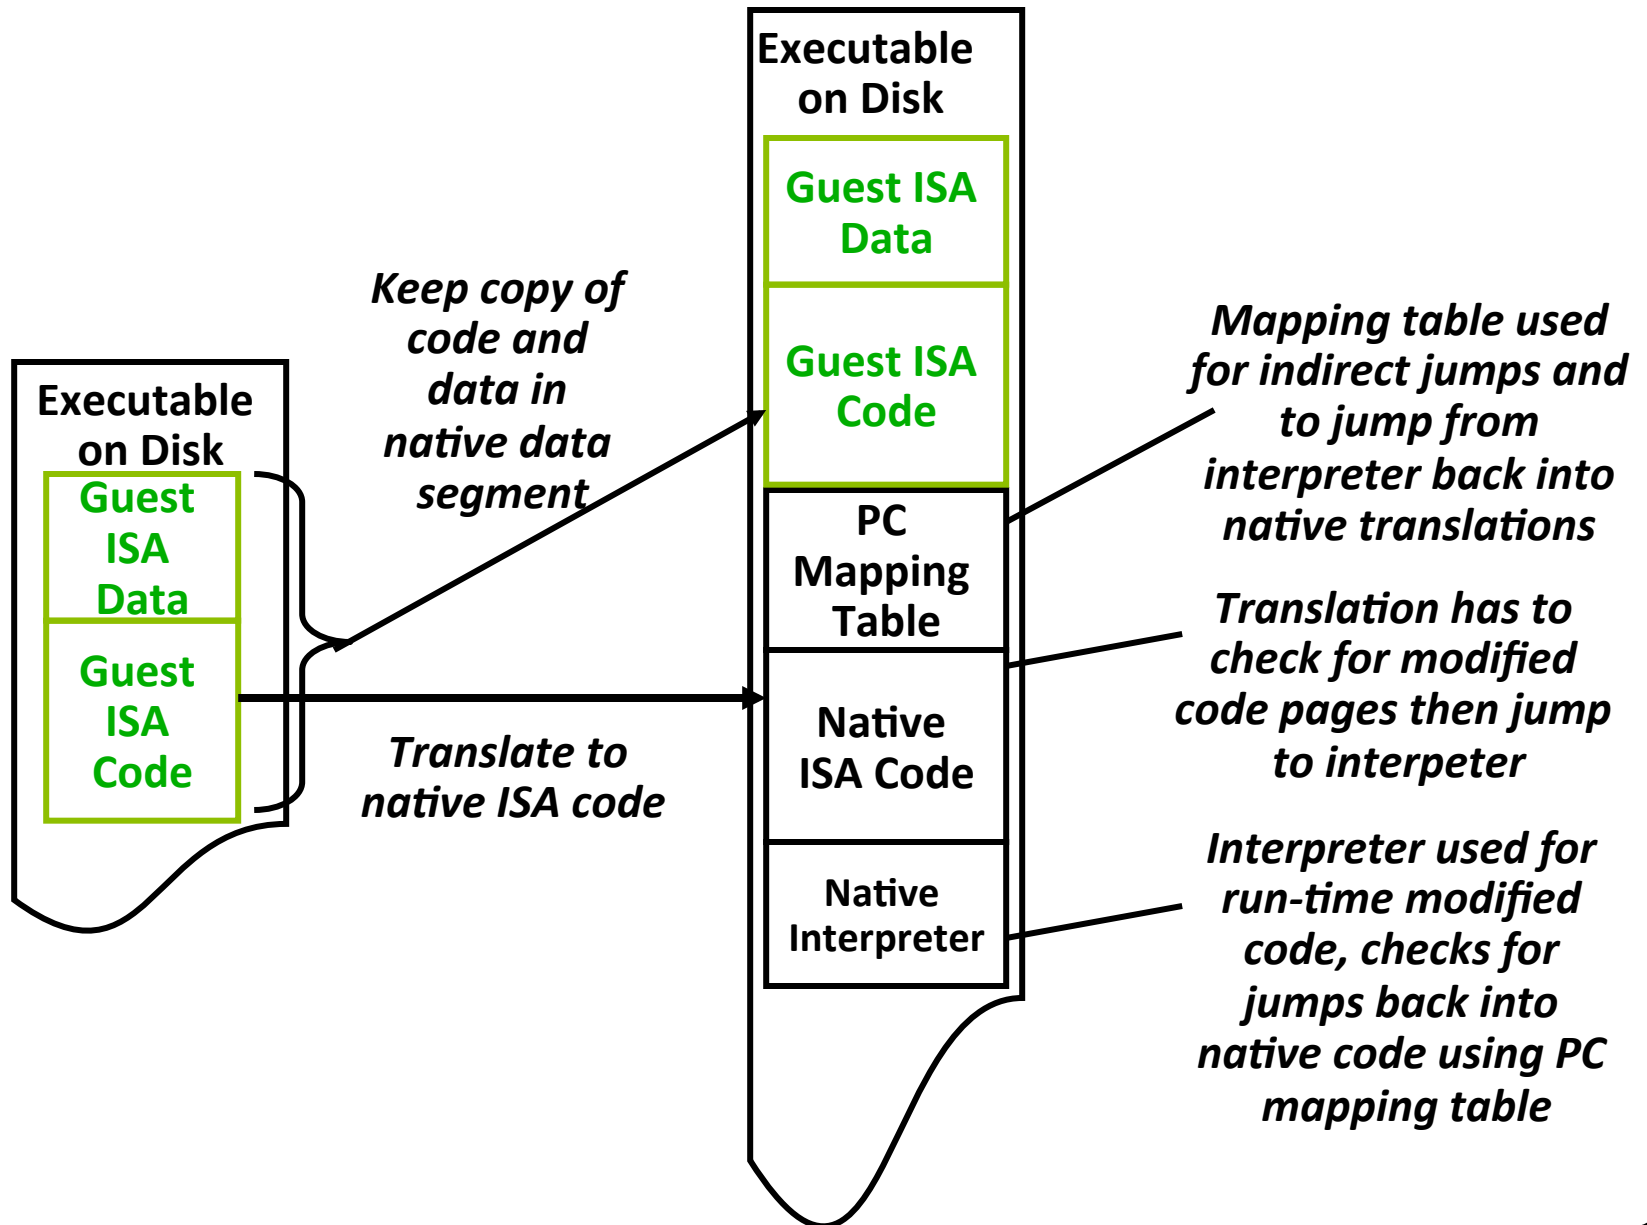 Executable
on Disk
Guest
ISA
Data
Guest
ISA
Code
Keep copy of
code and
data in
native data
segment
Translate to
native ISA code
Executable
on Disk
Guest ISA
Data
Guest ISA
Code
PC
Mapping
Table
Native
ISA Code
Native
Interpreter
Mapping table used
for indirect jumps and
to jump from
interpreter back into
native translations
Translation has to
check for modified
code pages then jump
to interpeter
Interpreter used for
run-time modified
code, checks for
jumps back into
native code using PC
mapping table